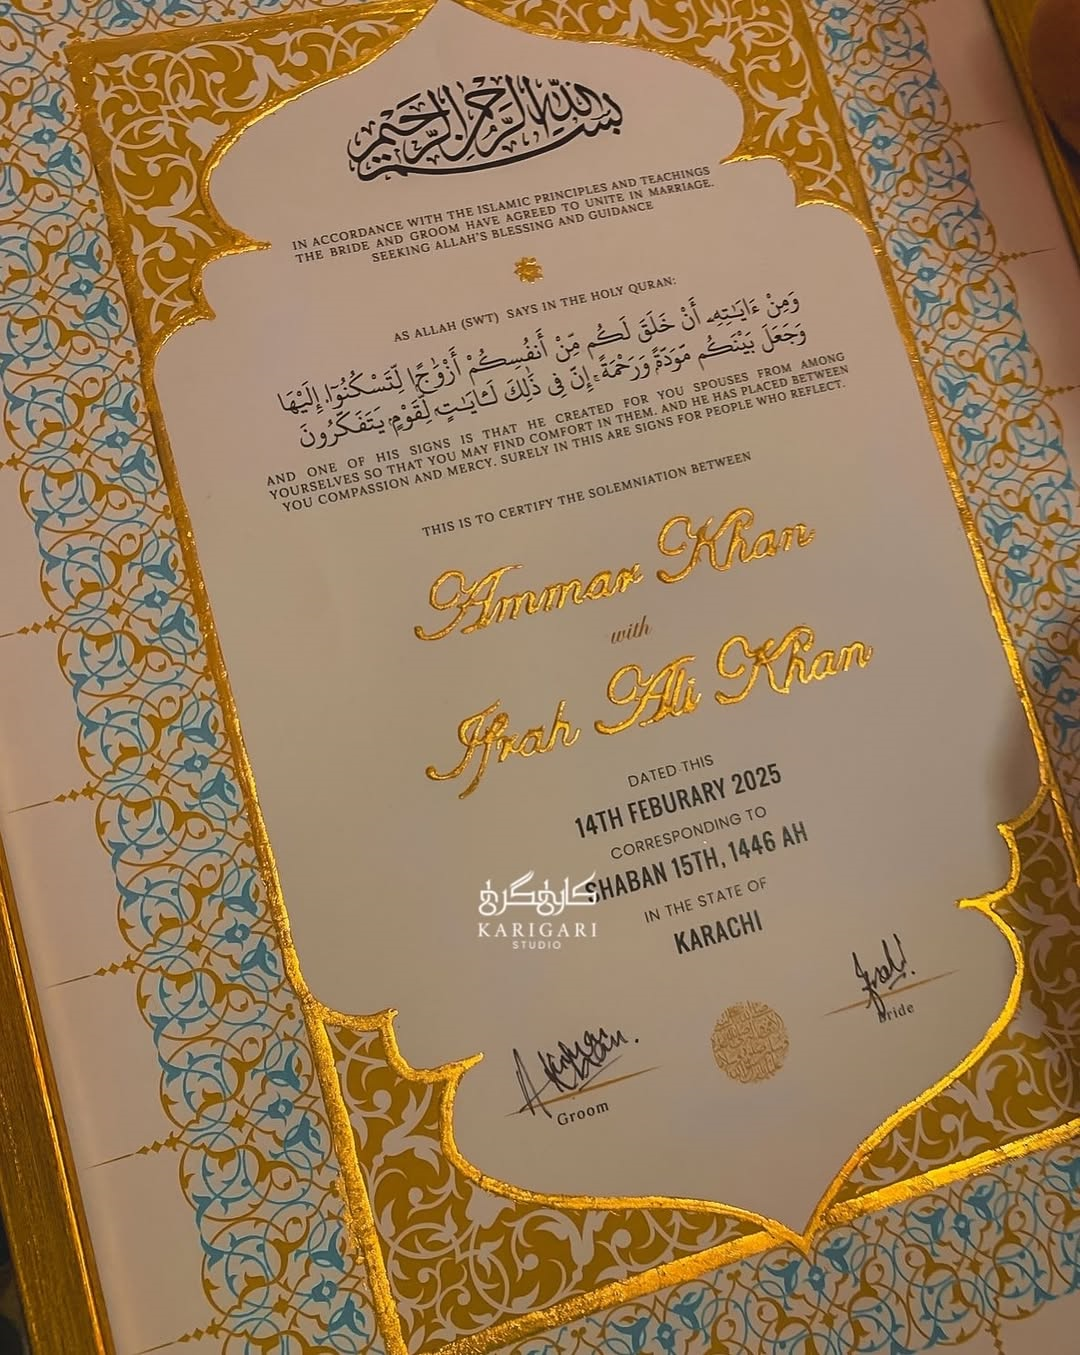 بسم الله الرحمن الرحيم
IN ACCORDANCE WITH THE ISLAMIC PRINCIPLES AND TEACHINGS
THE BRIDE AND GROOM HAVE AGREED TO UNITE IN MARRIAGE.
SEEKING ALLAH'S BLESSING AND GUIDANCE
AS ALLAH (SWT) SAYS IN THE HOLY QURAN:
وَمِنْ ءَايَـٰتِهِۦٓ أَنْ خَلَقَ لَكُم مِّنْ أَنفُسِكُمْ أَزْوَٰجًا لِّتَسْكُنُوٓا۟ إِلَيْهَا
وَجَعَلَ بَيْنَكُم مَّوَدَّةً وَرَحْمَةً ۚ إِنَّ فِى ذَٰلِكَ لَـَٔايَـٰتٍ لِّقَوْمٍ يَتَفَكَّرُونَ
AND ONE OF HIS SIGNS IS THAT HE CREATED FOR YOU SPOUSES FROM AMONG
YOURSELVES SO THAT YOU MAY FIND COMFORT IN THEM. AND HE HAS PLACED BETWEEN
YOU COMPASSION AND MERCY. SURELY IN THIS ARE SIGNS FOR PEOPLE WHO REFLECT.
THIS IS TO CERTIFY THE SOLEMNIATION BETWEEN
Ammar Khan
with
Ifrah Ali Khan
DATED THIS
14TH FEBURARY 2025
CORRESPONDING TO
SHABAN 15TH, 1446 AH
IN THE STATE OF
KARACHI
کاریگری
KARIGARI
STUDIO
Ifrah
Bride
Groom